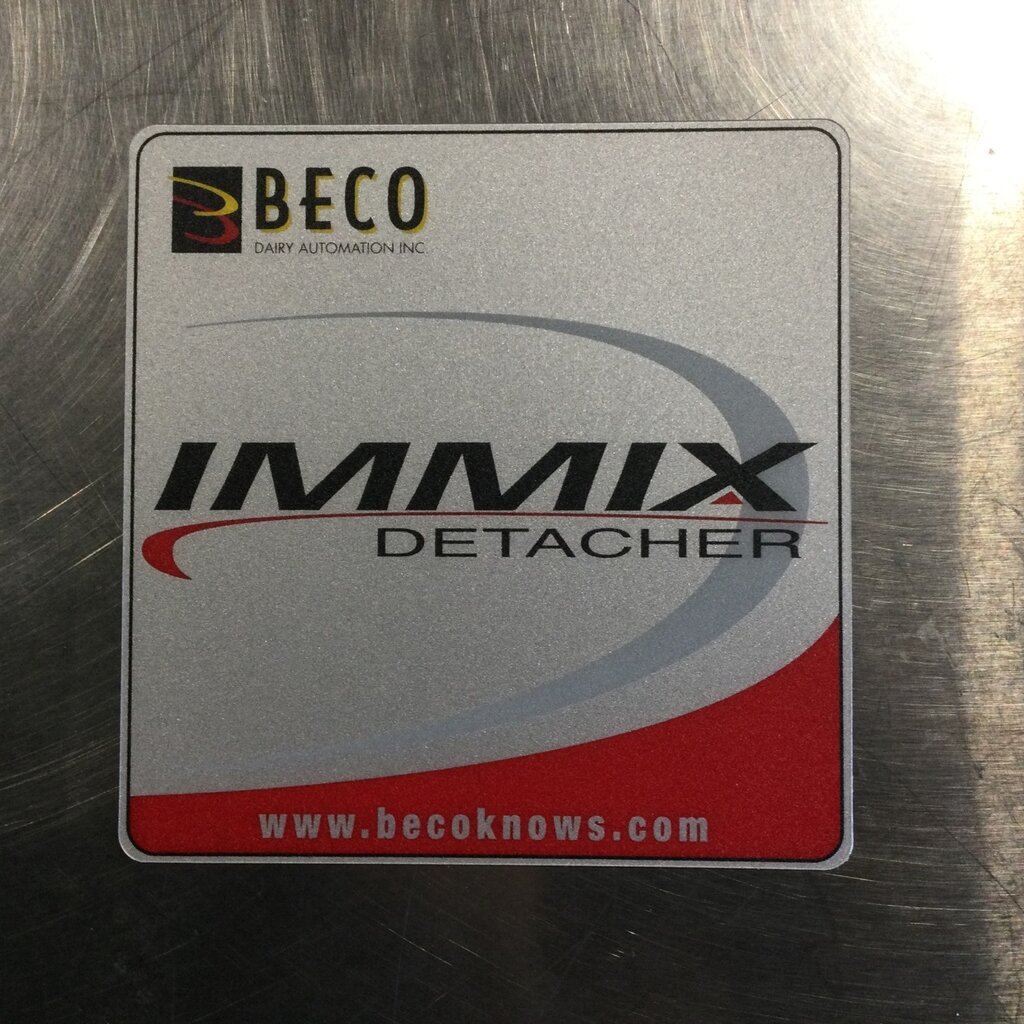 BECO
DAIRY AUTOMATION INC.
IMMIX
DETACHER
www.becoknows.com